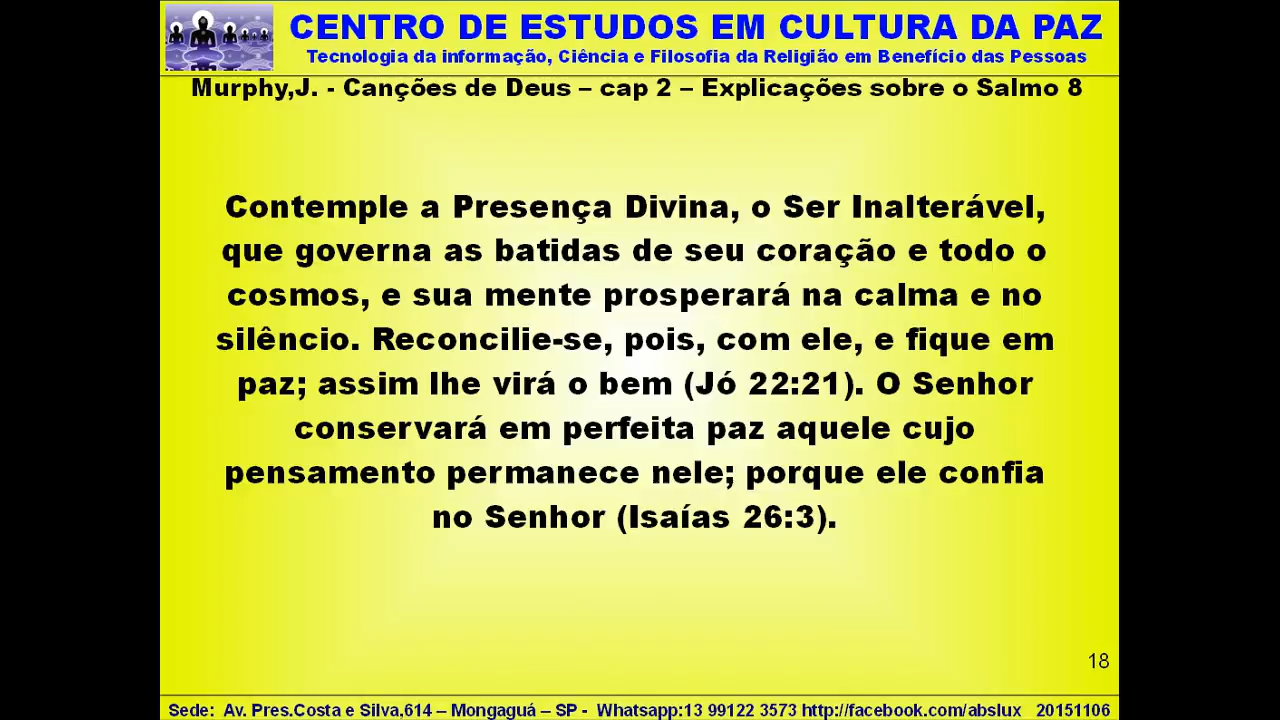 CENTRO DE ESTUDOS EM CULTURA DA PAZ
Tecnologia da informação, Ciência e Filosofia da Religião em Benefício das Pessoas
Murphy,J. - Canções de Deus – cap 2 – Explicações sobre o Salmo 8
Contemple a Presença Divina, o Ser Inalterável,
que governa as batidas de seu coração e todo o
cosmos, e sua mente prosperará na calma e no
silêncio. Reconcilie-se, pois, com ele, e fique em
paz; assim lhe virá o bem (Jó 22:21). O Senhor
conservará em perfeita paz aquele cujo
pensamento permanece nele; porque ele confia
no Senhor (Isaías 26:3).
18
Sede: Av. Pres.Costa e Silva,614 – Mongaguá – SP - Whatsapp:13 99122 3573 http://facebook.com/abslux 20151106